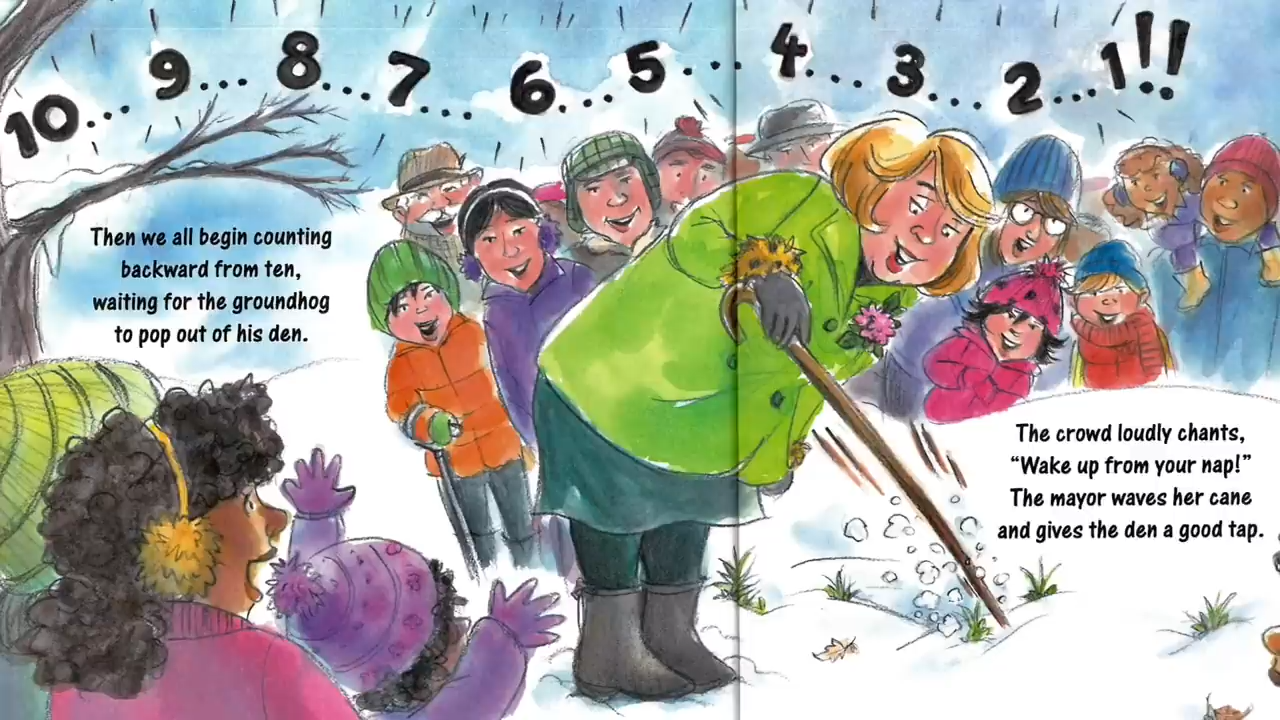 10... 9... 8... 7... 6... 5... 4... 3... 2... 1!!
Then we all begin counting
backward from ten,
waiting for the groundhog
to pop out of his den.
The crowd loudly chants,
“Wake up from your nap!”
The mayor waves her cane
and gives the den a good tap.